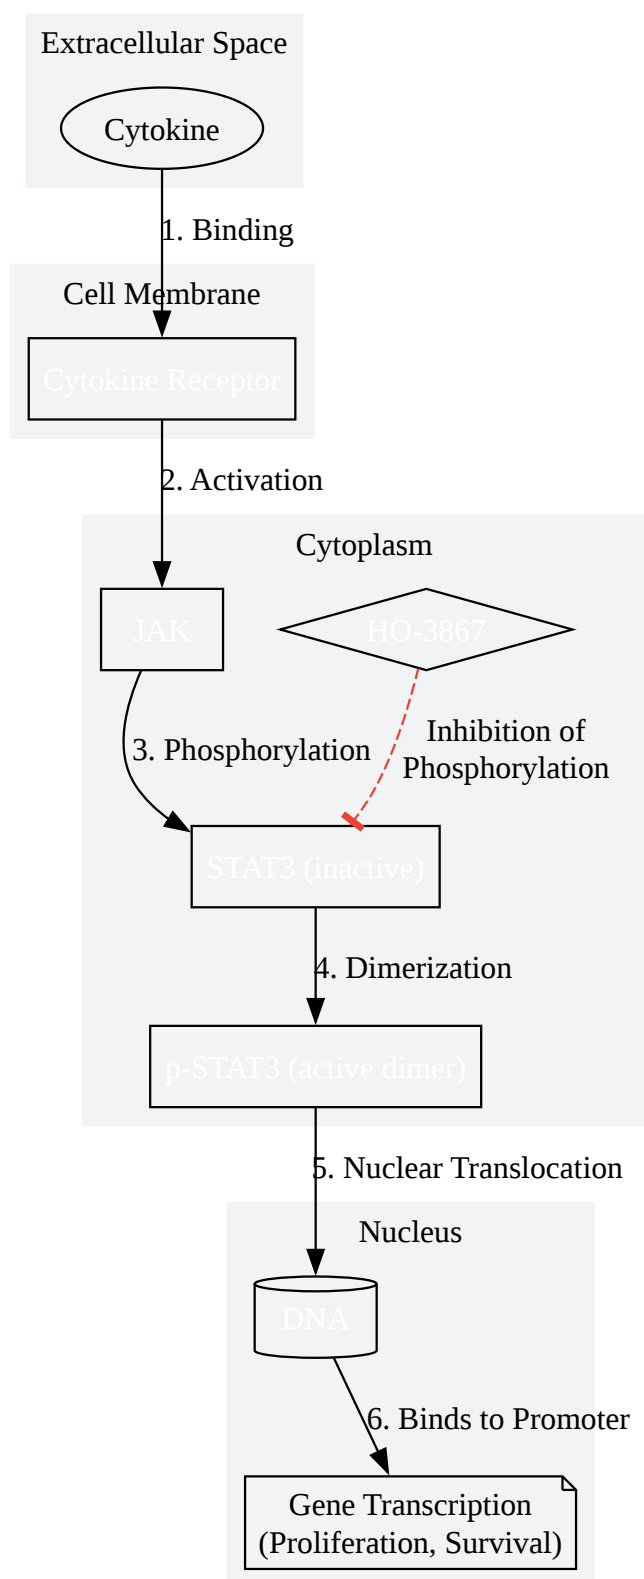 Extracellular Space
Cytokine
1. Binding
Cell Membrane
Cytokine Receptor
2. Activation
Cytoplasm
JAK
HO-3867
3. Phosphorylation
Inhibition of
Phosphorylation
STAT3 (inactive)
4. Dimerization
p-STAT3 (active dimer)
5. Nuclear Translocation
Nucleus
DNA
6. Binds to Promoter
Gene Transcription
(Proliferation, Survival)